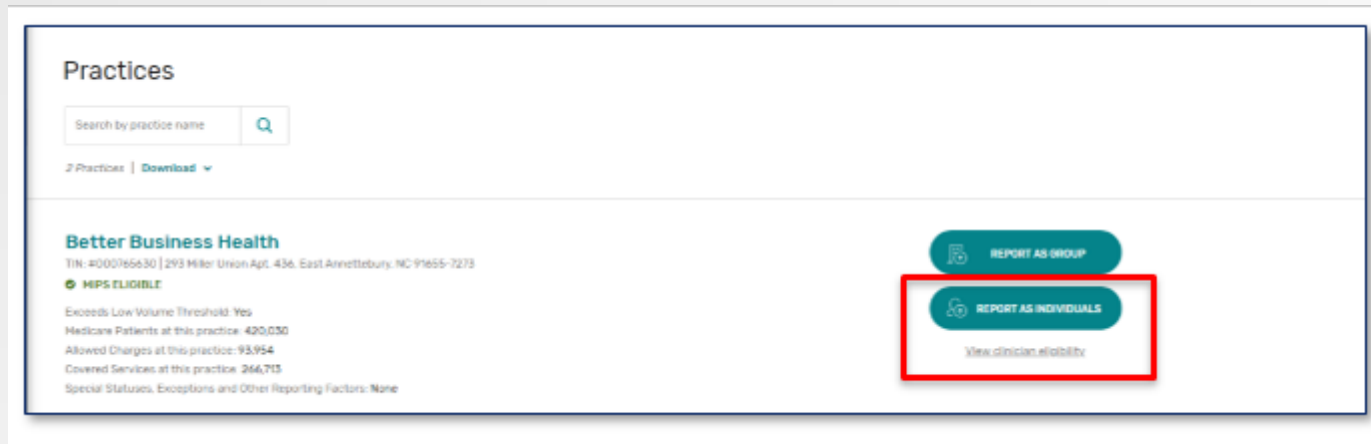 Practices
Search by practice name
2 Practices | Download
Better Business Health
TIN: #000765630 | 293 Miller Union Apt. 436, East Annettebury, NC 91655-7273
MIPS ELIGIBLE
Exceeds Low Volume Threshold: Yes
Medicare Patients at this practice: 420,030
Allowed Charges at this practice: 93,954
Covered Services at this practice: 266,713
Special Statuses, Exceptions and Other Reporting Factors: None
REPORT AS GROUP
REPORT AS INDIVIDUALS
View clinician eligibility